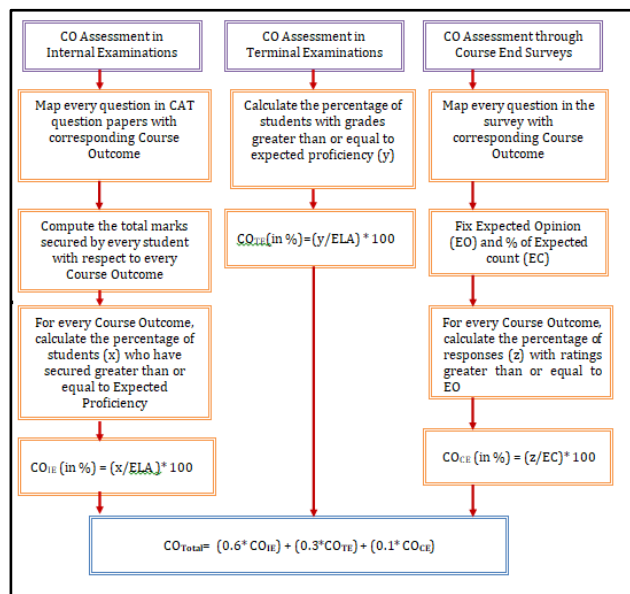 CO Assessment in
Internal Examinations
CO Assessment in
Terminal Examinations
CO Assessment through
Course End Surveys
Map every question in CAT
question papers with
corresponding Course
Outcome
Calculate the percentage of
students with grades
greater than or equal to
expected proficiency (y)
Map every question in the
survey with
corresponding Course
Outcome
Compute the total marks
secured by every student
with respect to every
Course Outcome
COTE(in %)=(y/ELA) * 100
Fix Expected Opinion
(EO) and % of Expected
count (EC)
For every Course Outcome,
calculate the percentage of
students (x) who have
secured greater than or
equal to Expected
Proficiency
For every Course Outcome,
calculate the percentage of
responses (z) with ratings
greater than or equal to
EO
COIE (in %) = (x/ELA)* 100
COCE (in %) = (z/EC)* 100
COTotal= (0.6* COIE) + (0.3*COTE) + (0.1* COCE)